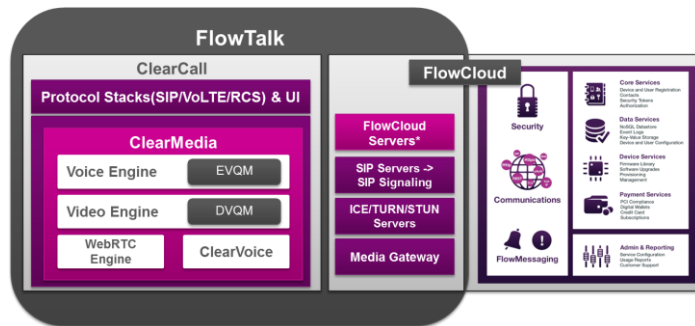 FlowTalk
ClearCall
Protocol Stacks(SIP/VoLTE/RCS) & UI
ClearMedia
Voice Engine
EVQM
Video Engine
DVQM
WebRTC
Engine
ClearVoice
FlowCloud
FlowCloud
Servers*
SIP Servers ->
SIP Signaling
ICE/TURN/STUN
Servers
Media Gateway
Security
Communications
FlowMessaging
Core Services
Device and User Registration
Contacts
Security Tokens
Authorization
Data Services
NoSQL Datastore
Event Logs
Key-Value Storage
Device and User Configuration
Device Services
Firmware Library
Software Upgrades
Provisioning
Management
Payment Services
PCI Compliance
Digital Wallets
Credit Card
Subscriptions
Admin & Reporting
Service Configuration
Usage Reports
Customer Support